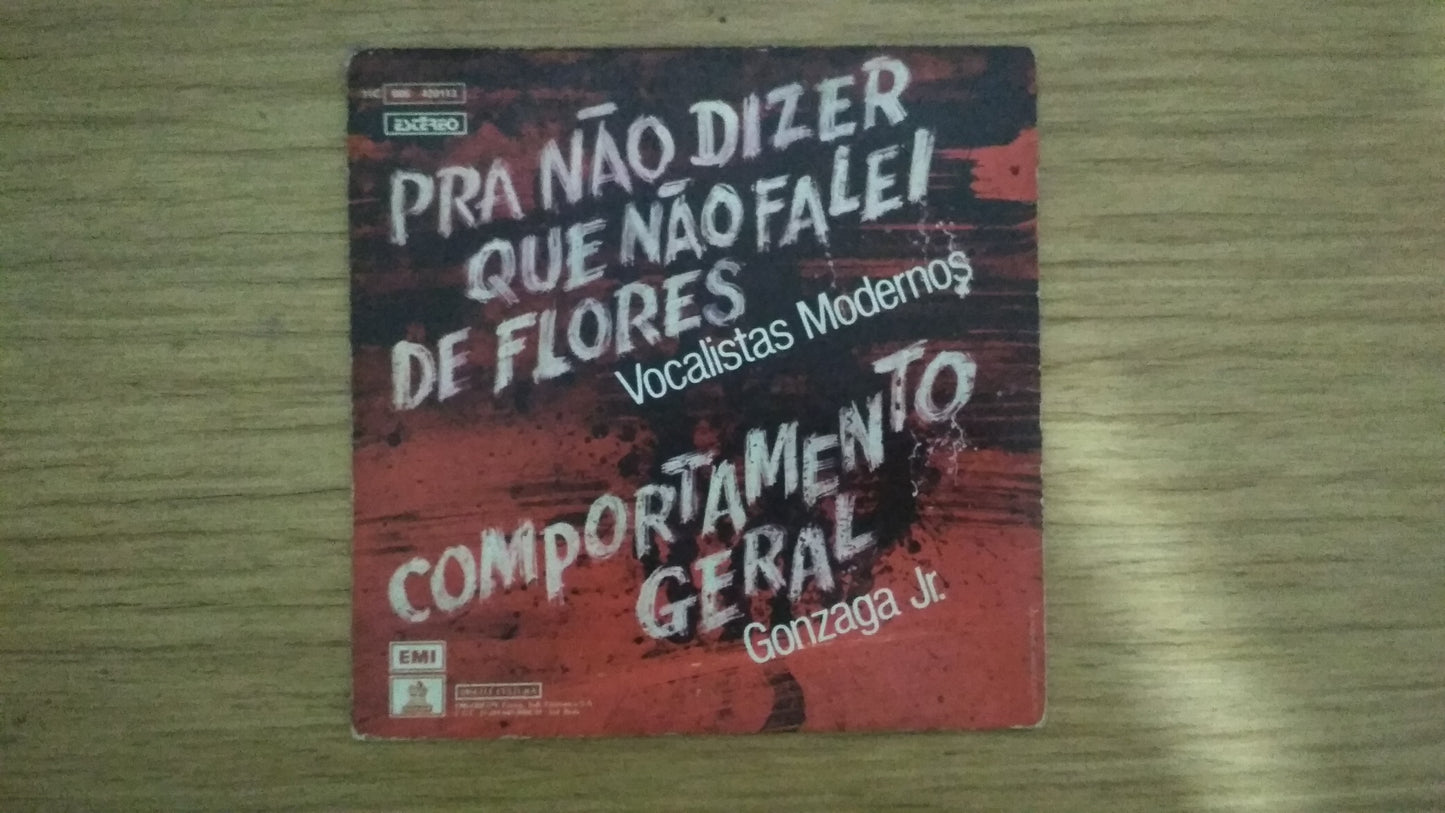 ESTÉREO
PRA NÃO DIZER
QUE NÃO FALEI
DE FLORES
Vocalistas Modernos
COMPORTAMENTO
GERAL
Gonzaga Jr.
EMI